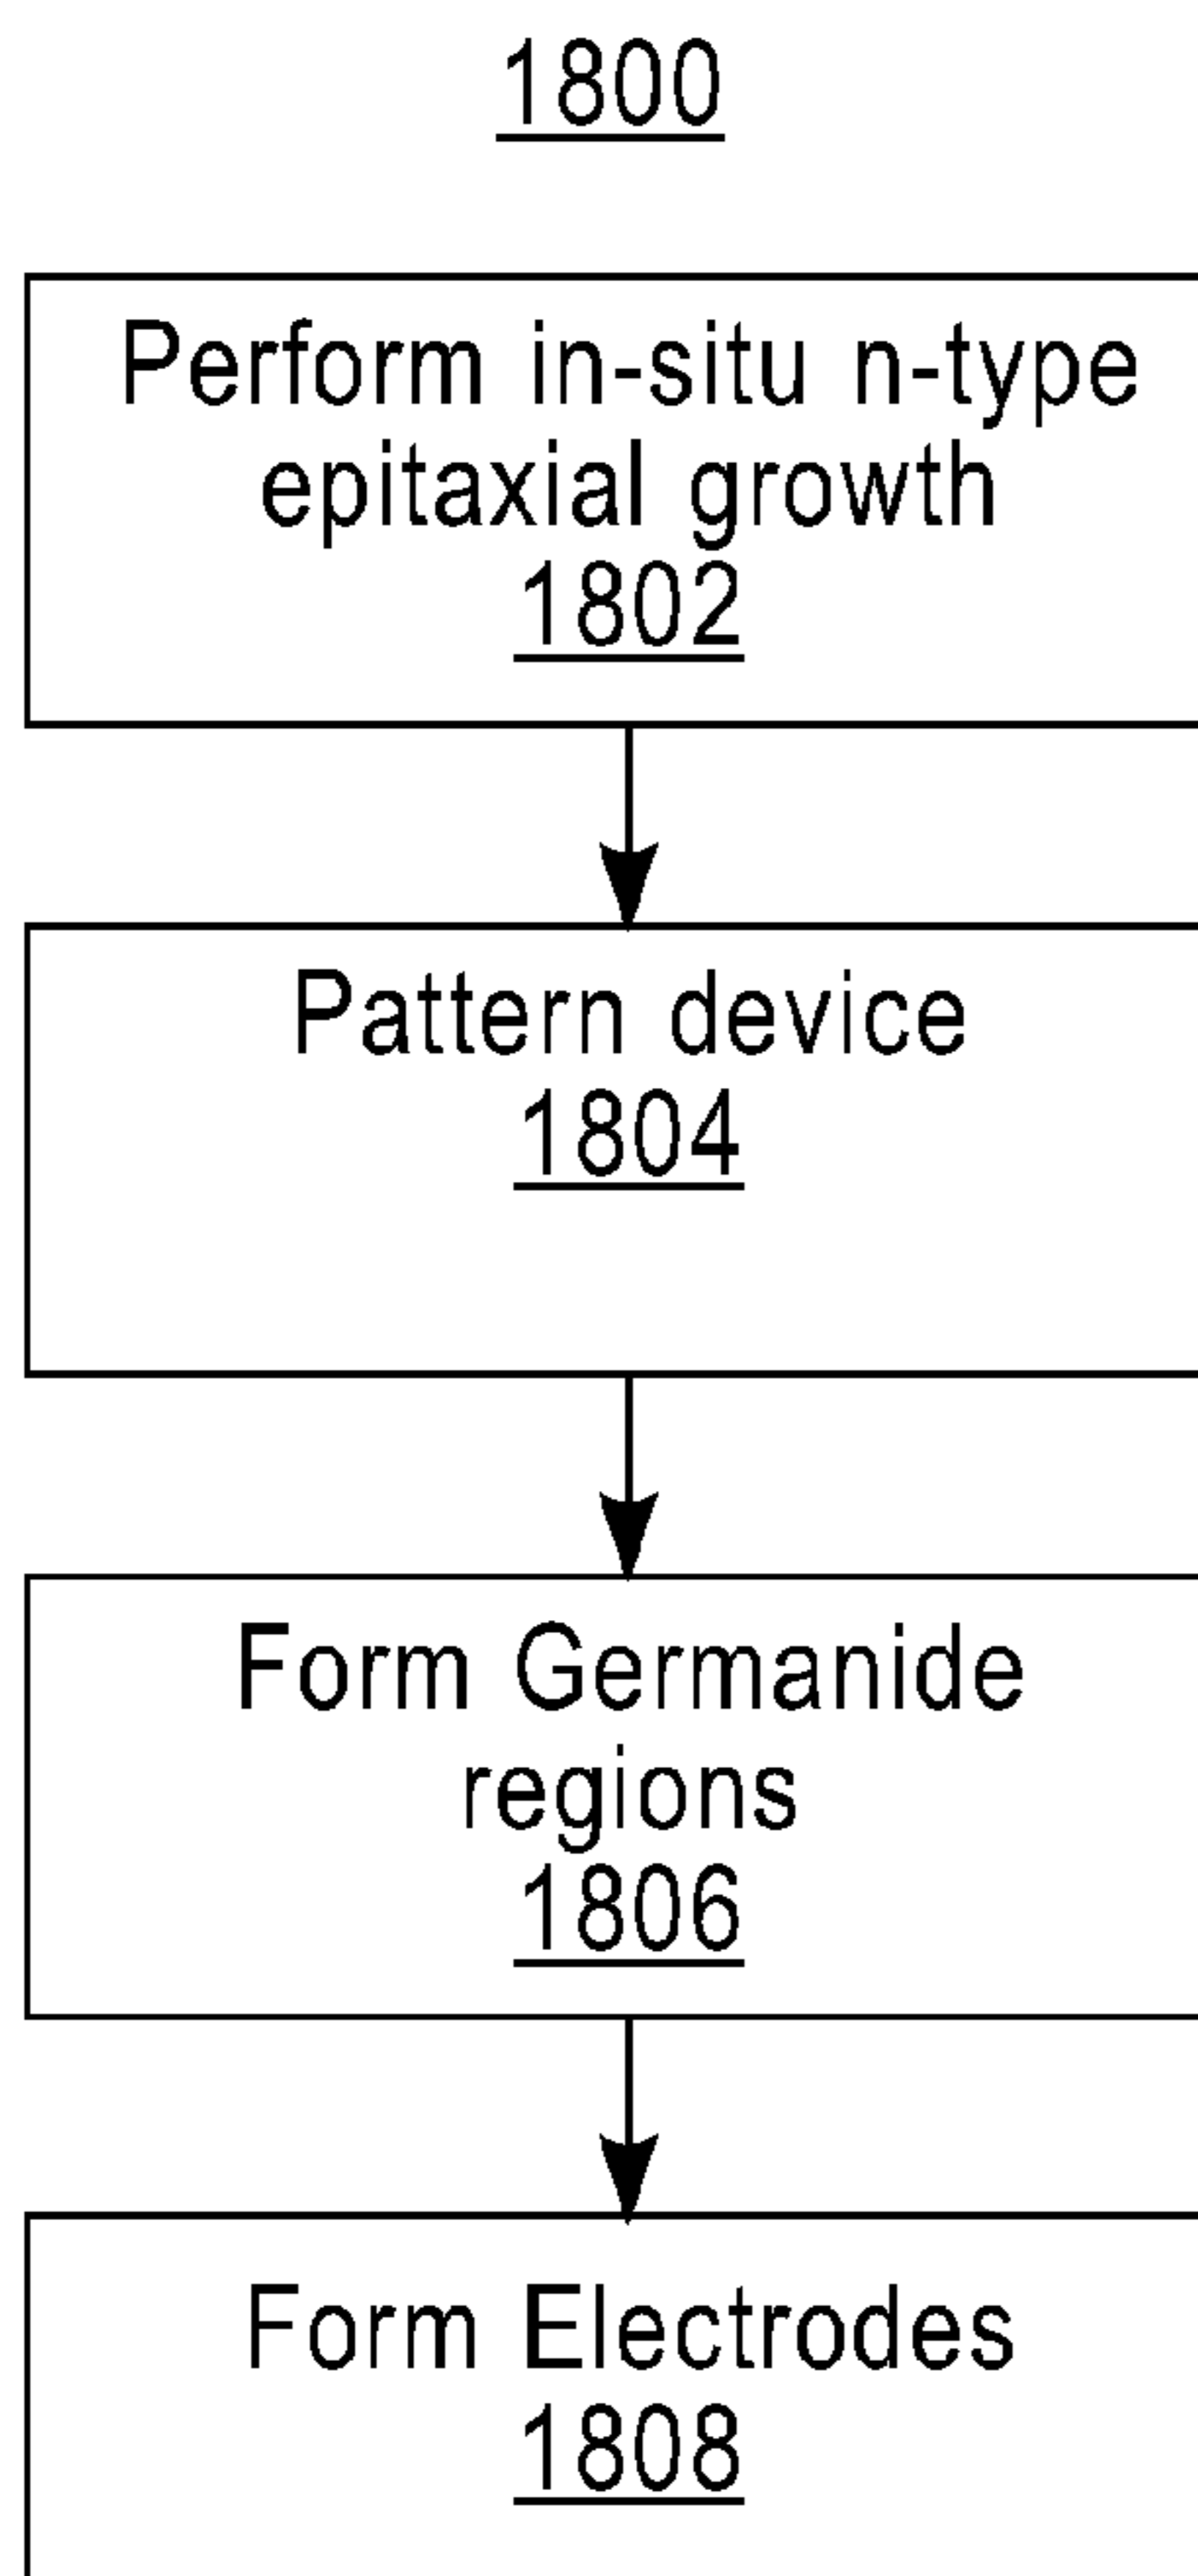 1800
Perform in-situ n-type
epitaxial growth
1802
Pattern device
1804
Form Germanide
regions
1806
Form Electrodes
1808